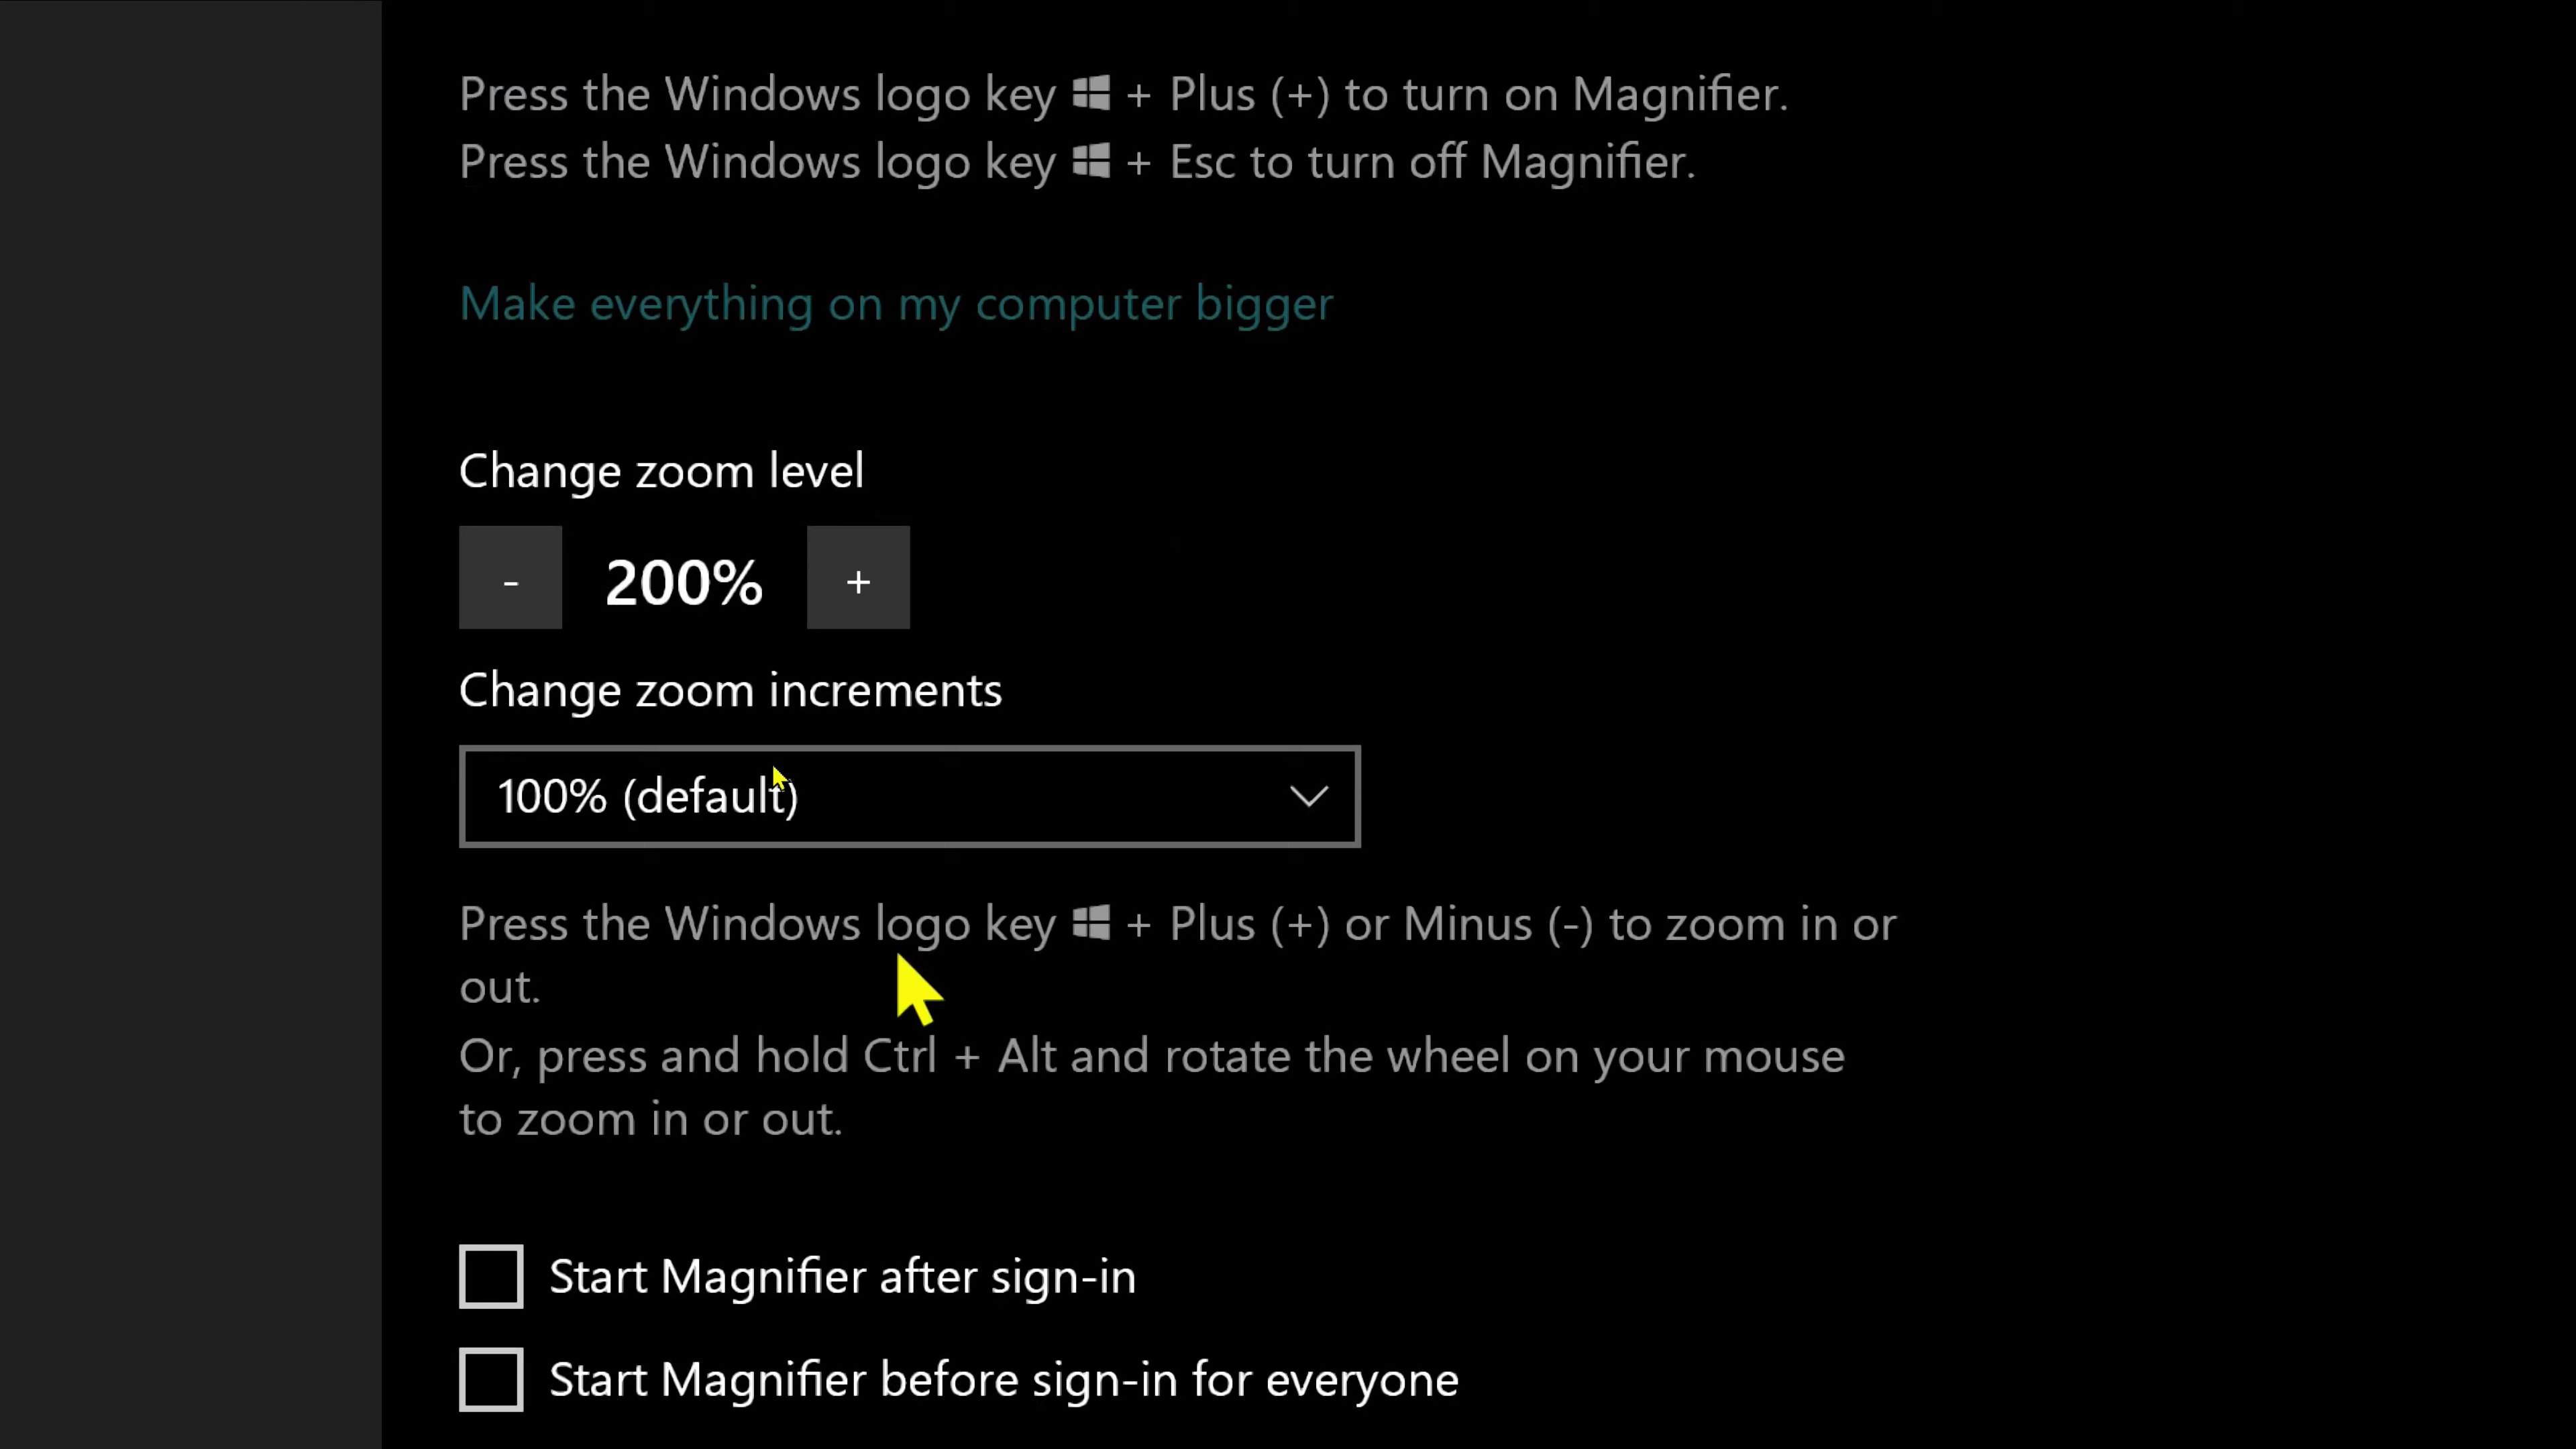 Press the Windows logo key + Plus (+) to turn on Magnifier.
Press the Windows logo key + Esc to turn off Magnifier.
Make everything on my computer bigger
Change zoom level
- 200% +
Change zoom increments
100% (default)
Press the Windows logo key + Plus (+) or Minus (-) to zoom in or
out.
Or, press and hold Ctrl + Alt and rotate the wheel on your mouse
to zoom in or out.
Start Magnifier after sign-in
Start Magnifier before sign-in for everyone